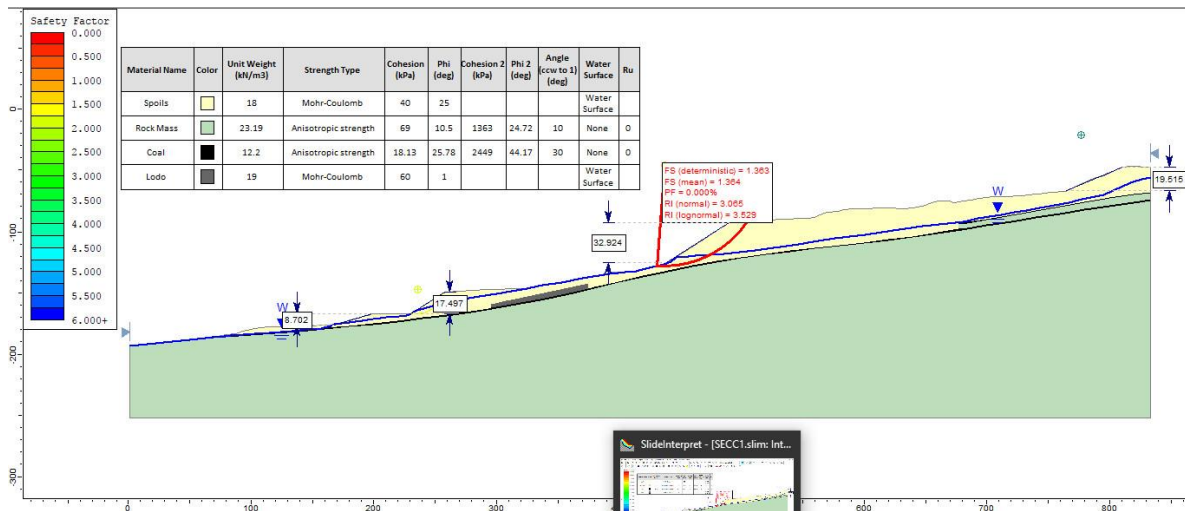 Safety Factor
0.000
0.500
1.000
1.500
2.000
2.500
3.000
3.500
4.000
4.500
5.000
5.500
6.000+
Material Name Color Unit Weight (kN/m3) Strength Type Cohesion (kPa) Phi (deg) Cohesion 2 (kPa) Phi 2 (deg) Angle (ccw to 1) (deg) Water Surface Ru
Spoils 18 Mohr-Coulomb 40 25 Water Surface
Rock Mass 23.19 Anisotropic strength 69 10.5 1363 24.72 10 None 0
Coal 12.2 Anisotropic strength 18.13 25.78 2449 44.17 30 None 0
Lodo 19 Mohr-Coulomb 60 1 Water Surface
FS (deterministic) = 1.363
FS (mean) = 1.364
PF = 0.000%
RI (normal) = 3.065
RI (lognormal) = 3.529
19.515
W
32.924
17.497
W
8.702
0
-100
-200
-300
SlideInterpret - [SECC1.slim: Int...
0 100 200 300 400 500 600 700 800